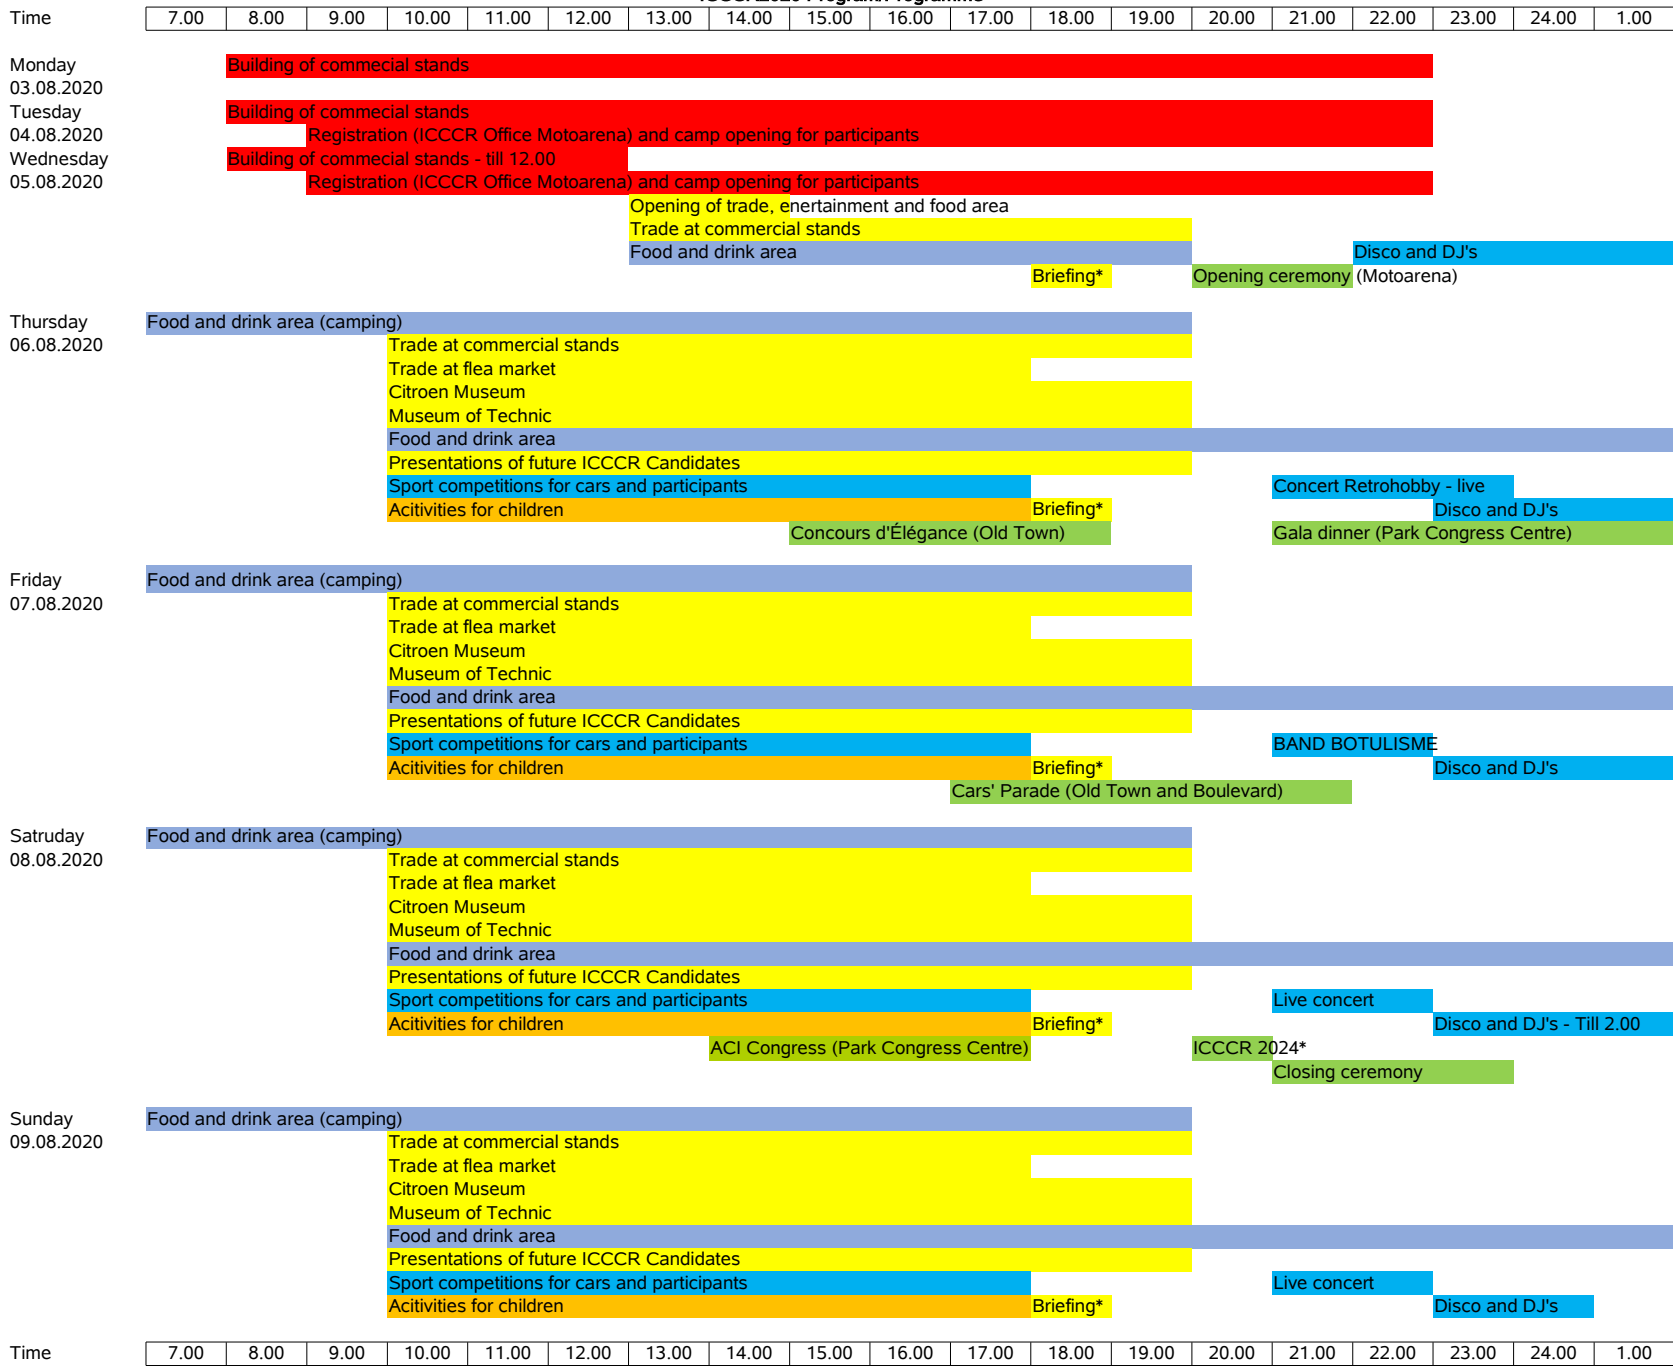 Time 7.00 8.00 9.00 10.00 11.00 12.00 13.00 14.00 15.00 16.00 17.00 18.00 19.00 20.00 21.00 22.00 23.00 24.00 1.00
Monday Building of commecial stands
03.08.2020
Tuesday Building of commecial stands
04.08.2020 Registration (ICCCR Office Motoarena) and camp opening for participants
Wednesday Building of commecial stands - till 12.00
05.08.2020 Registration (ICCCR Office Motoarena) and camp opening for participants
Opening of trade, enertainment and food area
Trade at commercial stands
Food and drink area Disco and DJ's
Briefing* Opening ceremony (Motoarena)
Thursday Food and drink area (camping)
06.08.2020 Trade at commercial stands
Trade at flea market
Citroen Museum
Museum of Technic
Food and drink area
Presentations of future ICCCR Candidates
Sport competitions for cars and participants Concert Retrohobby - live
Acitivities for children Briefing* Disco and DJ's
Concours d'Élégance (Old Town) Gala dinner (Park Congress Centre)
Friday Food and drink area (camping)
07.08.2020 Trade at commercial stands
Trade at flea market
Citroen Museum
Museum of Technic
Food and drink area
Presentations of future ICCCR Candidates
Sport competitions for cars and participants BAND BOTULISME
Acitivities for children Briefing* Disco and DJ's
Cars' Parade (Old Town and Boulevard)
Satruday Food and drink area (camping)
08.08.2020 Trade at commercial stands
Trade at flea market
Citroen Museum
Museum of Technic
Food and drink area
Presentations of future ICCCR Candidates
Sport competitions for cars and participants Live concert
Acitivities for children Briefing* Disco and DJ's - Till 2.00
ACI Congress (Park Congress Centre) ICCCR 2024*
Closing ceremony
Sunday Food and drink area (camping)
09.08.2020 Trade at commercial stands
Trade at flea market
Citroen Museum
Museum of Technic
Food and drink area
Presentations of future ICCCR Candidates
Sport competitions for cars and participants Live concert
Acitivities for children Briefing* Disco and DJ's
Time 7.00 8.00 9.00 10.00 11.00 12.00 13.00 14.00 15.00 16.00 17.00 18.00 19.00 20.00 21.00 22.00 23.00 24.00 1.00